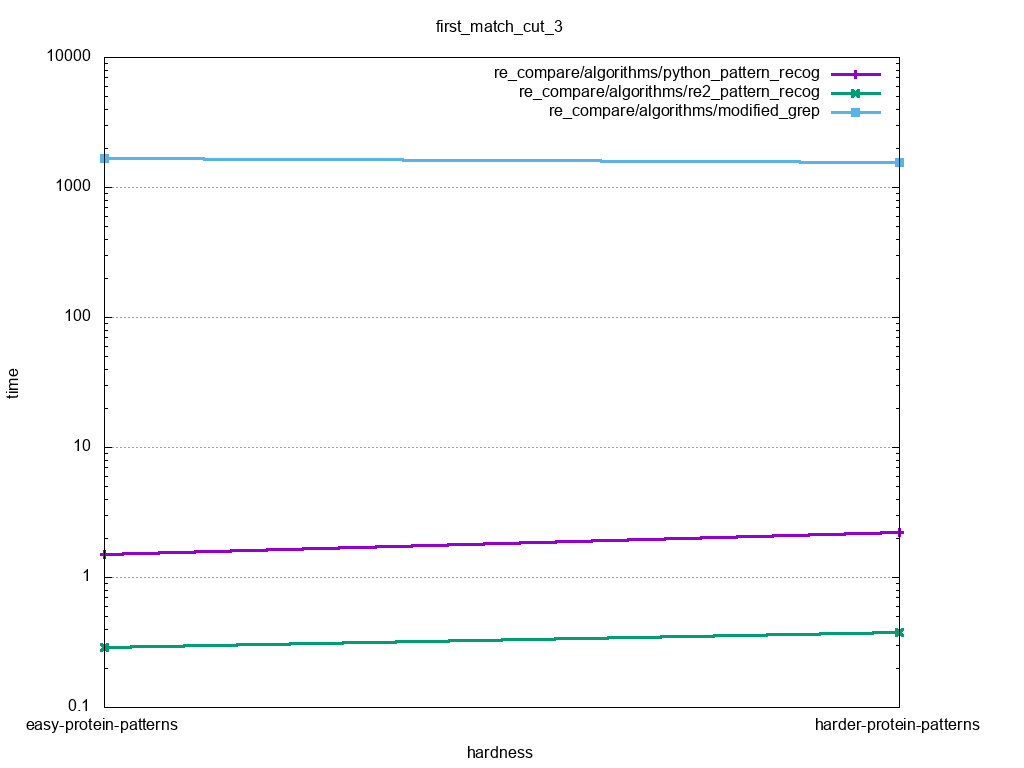 first_match_cut_3
10000
re_compare/algorithms/python_pattern_recog
re_compare/algorithms/re2_pattern_recog
re_compare/algorithms/modified_grep
1000
100
time
10
1
0.1
easy-protein-patterns
harder-protein-patterns
hardness